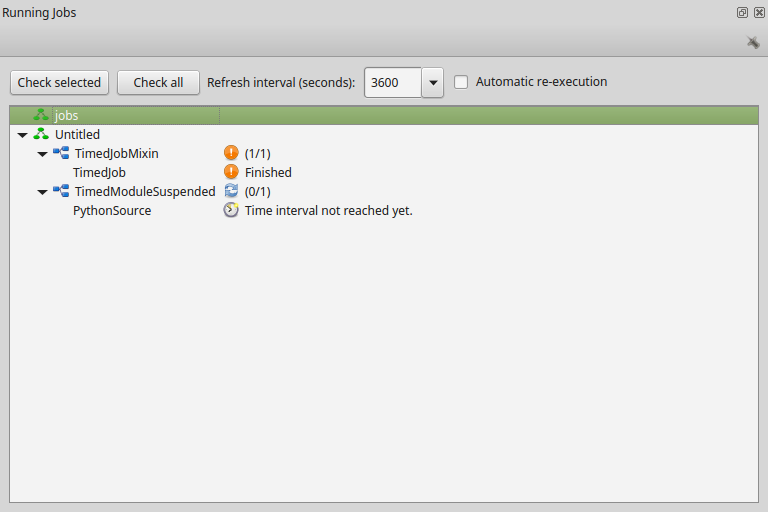 Running Jobs
Check selected Check all Refresh interval (seconds): 3600 Automatic re-execution
jobs
Untitled
TimedJobMixin (1/1)
TimedJob Finished
TimedModuleSuspended (0/1)
PythonSource Time interval not reached yet.